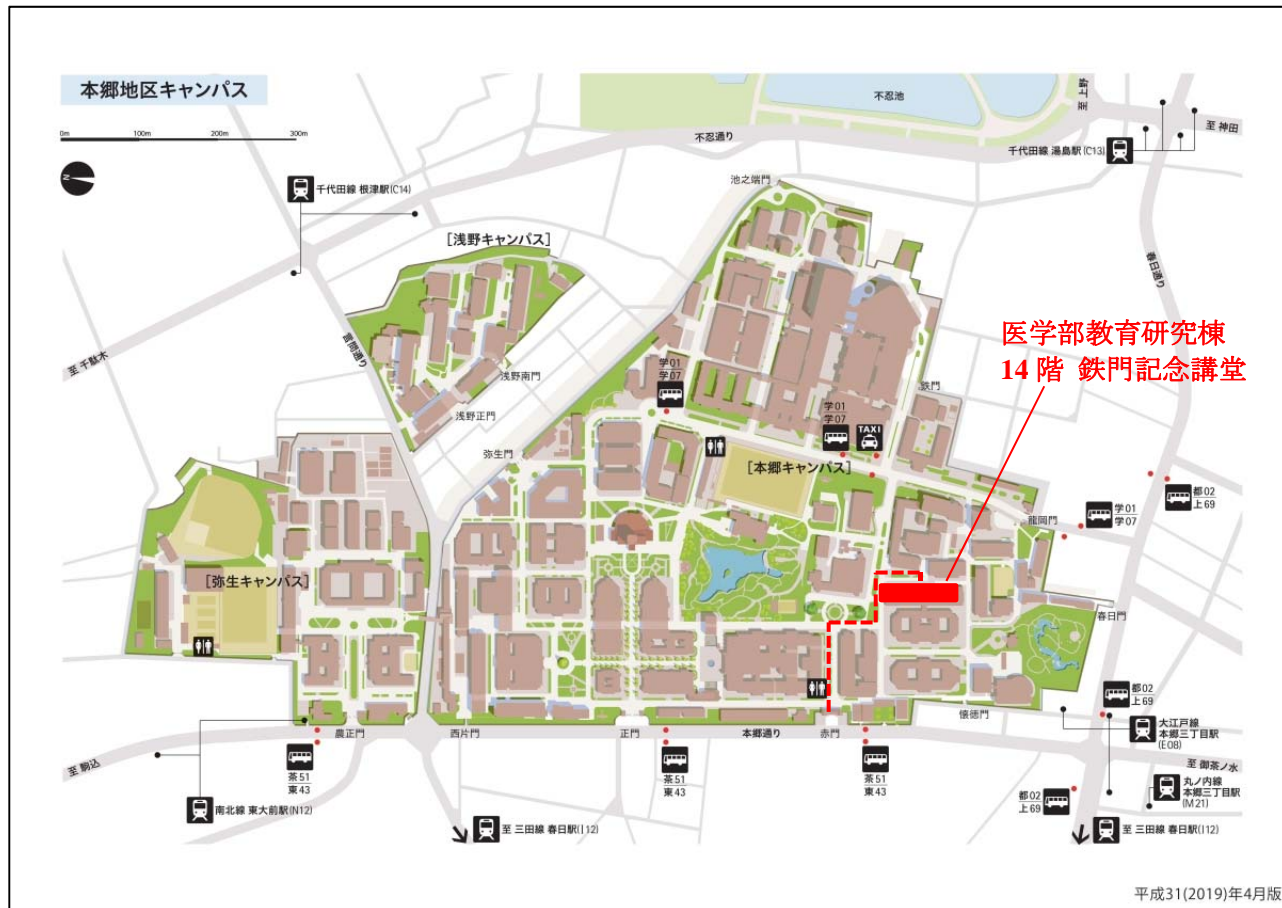 本郷地区キャンパス
0m 100m 200m 300m
N
不忍池
至 上野
至 神田
不忍通り
千代田線 湯島駅(C13)
千代田線 根津駅(C14)
池之端門
[浅野キャンパス]
春日通り
言問通り
至 千駄木
医学部教育研究棟
14 階 鉄門記念講堂
浅野南門
学01
学07
鉄門
浅野正門
学01
学07
TAXI
弥生門
[本郷キャンパス]
都02
上69
学01
学07
龍岡門
[弥生キャンパス]
春日門
都02
上69
懐徳門
大江戸線
本郷三丁目駅
(E08)
農正門
西片門
正門
本郷通り
赤門
至 駒込
茶51
東43
茶51
東43
茶51
東43
至 御茶ノ水
丸ノ内線
本郷三丁目駅
(M21)
都02
上69
南北線 東大前駅(N12)
至 三田線 春日駅(I12)
至 三田線 春日駅(I12)
平成31(2019)年4月版